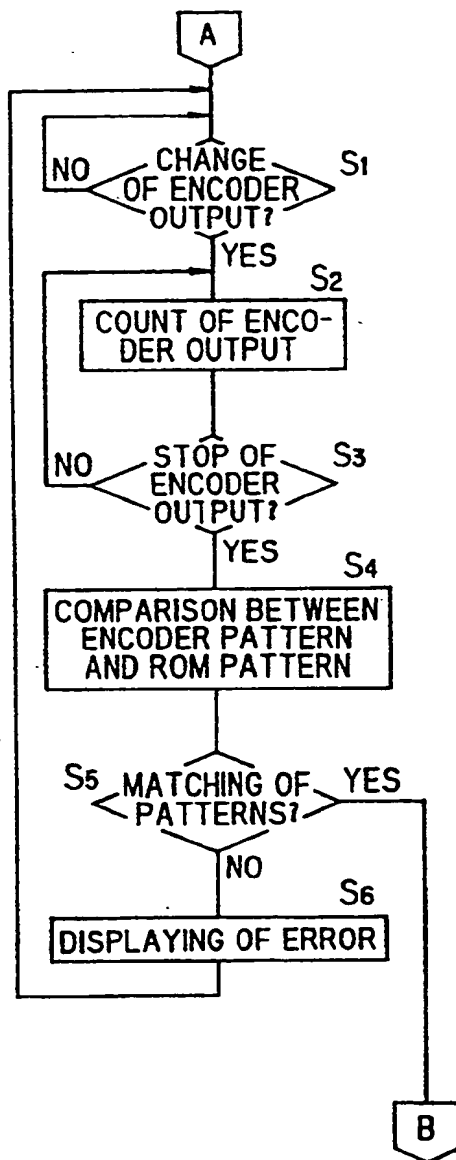 A
CHANGE
OF ENCODER
OUTPUT?
S1
NO
YES
S2
COUNT OF ENCO-
DER OUTPUT
STOP OF
ENCODER
OUTPUT?
S3
NO
YES
S4
COMPARISON BETWEEN
ENCODER PATTERN
AND ROM PATTERN
S5
MATCHING OF
PATTERNS?
YES
NO
S6
DISPLAYING OF ERROR
B